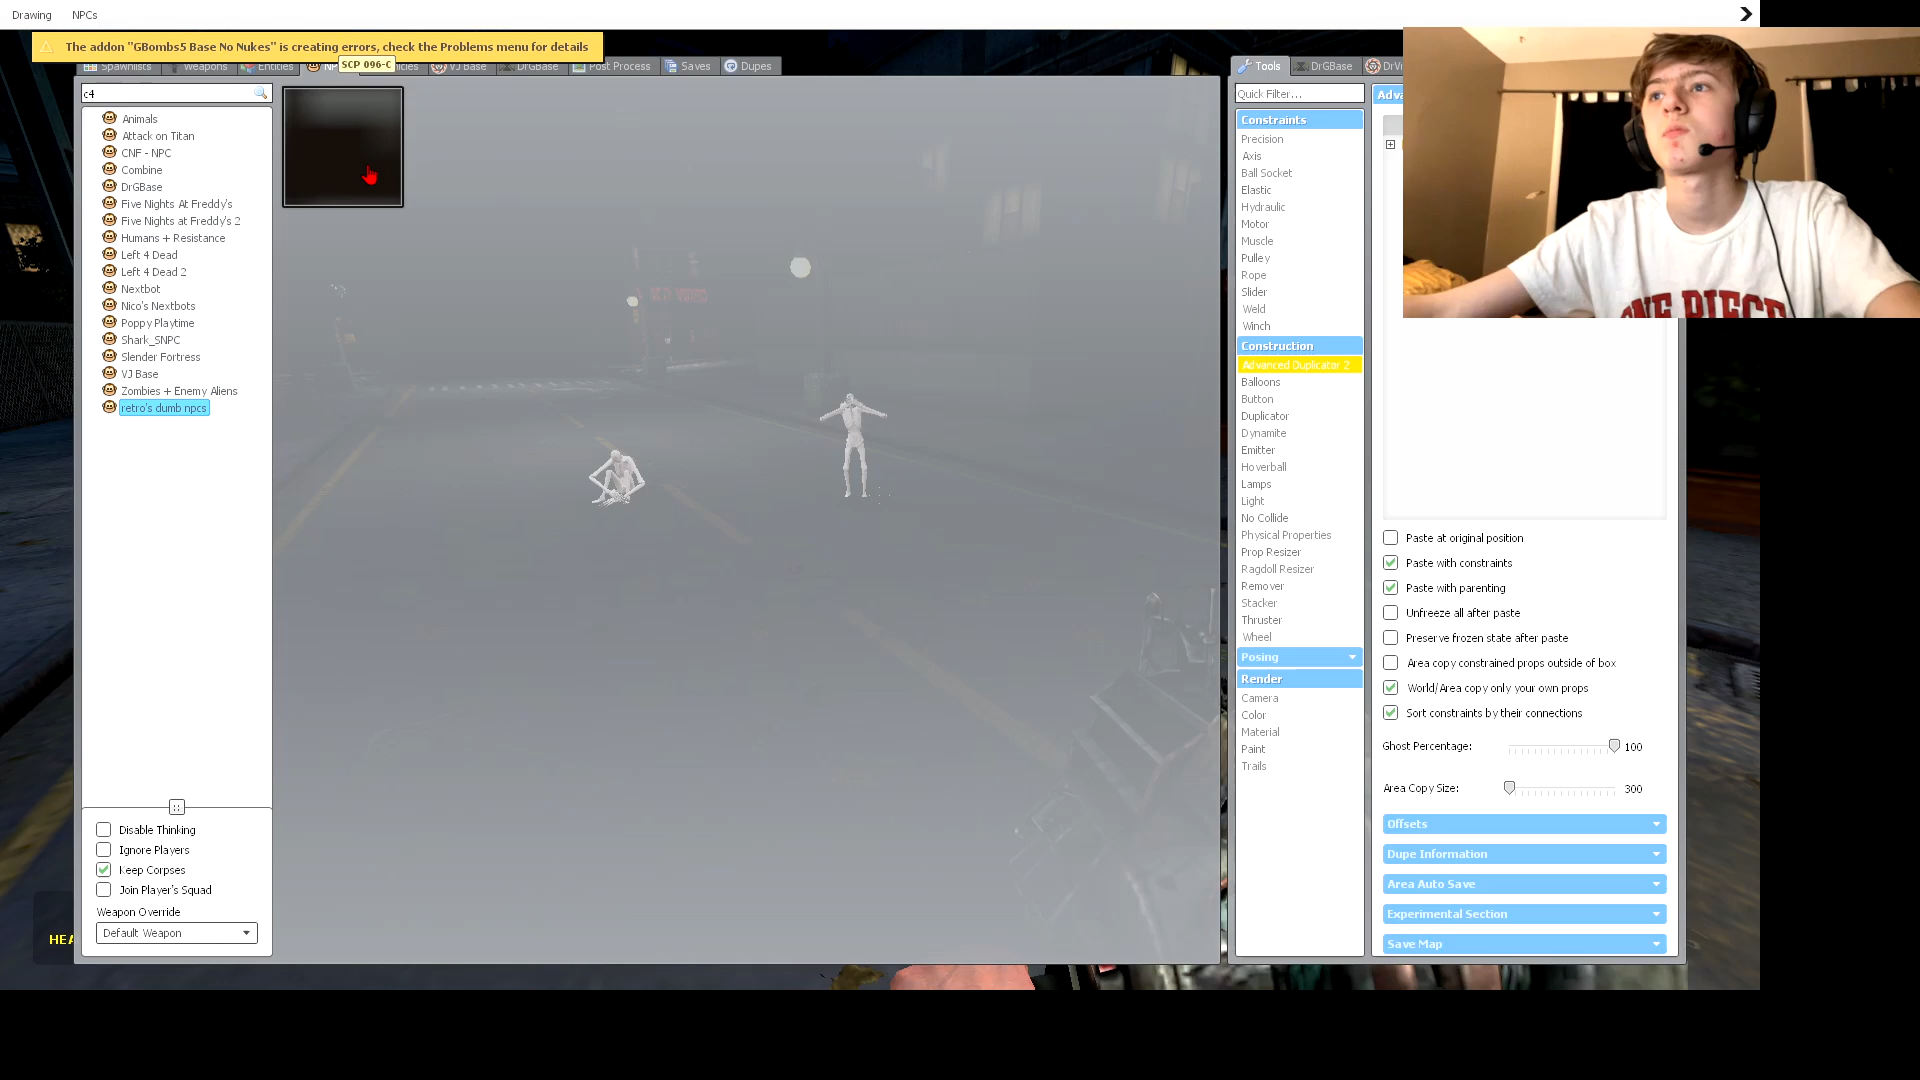 Drawing NPCs
The addon "GBombs5 Base No Nukes" is creating errors, check the Problems menu for details
SCP 096-C
Spawnlists Weapons Entities VJ Base DrGBase Post Process Saves Dupes
c4
Animals
Attack on Titan
CNF - NPC
Combine
DrGBase
Five Nights At Freddy's
Five Nights at Freddy's 2
Humans + Resistance
Left 4 Dead
Left 4 Dead 2
Nextbot
Nico's Nextbots
Poppy Playtime
Shark_SNPC
Slender Fortress
VJ Base
Zombies + Enemy Aliens
retro's dumb npcs
Disable Thinking
Ignore Players
Keep Corpses
Join Player's Squad
Weapon Override
Default Weapon
HEA
Tools DrGBase
Quick Filter...
Constraints
Precision
Axis
Ball Socket
Elastic
Hydraulic
Motor
Muscle
Pulley
Rope
Slider
Weld
Winch
Construction
Advanced Duplicator 2
Balloons
Button
Duplicator
Dynamite
Emitter
Hoverball
Lamps
Light
No Collide
Physical Properties
Prop Resizer
Ragdoll Resizer
Remover
Stacker
Thruster
Wheel
Posing
Render
Camera
Color
Material
Paint
Trails
Adva
ONE PIECE
Paste at original position
Paste with constraints
Paste with parenting
Unfreeze all after paste
Preserve frozen state after paste
Area copy constrained props outside of box
World/Area copy only your own props
Sort constraints by their connections
Ghost Percentage: 100
Area Copy Size: 300
Offsets
Dupe Information
Area Auto Save
Experimental Section
Save Map